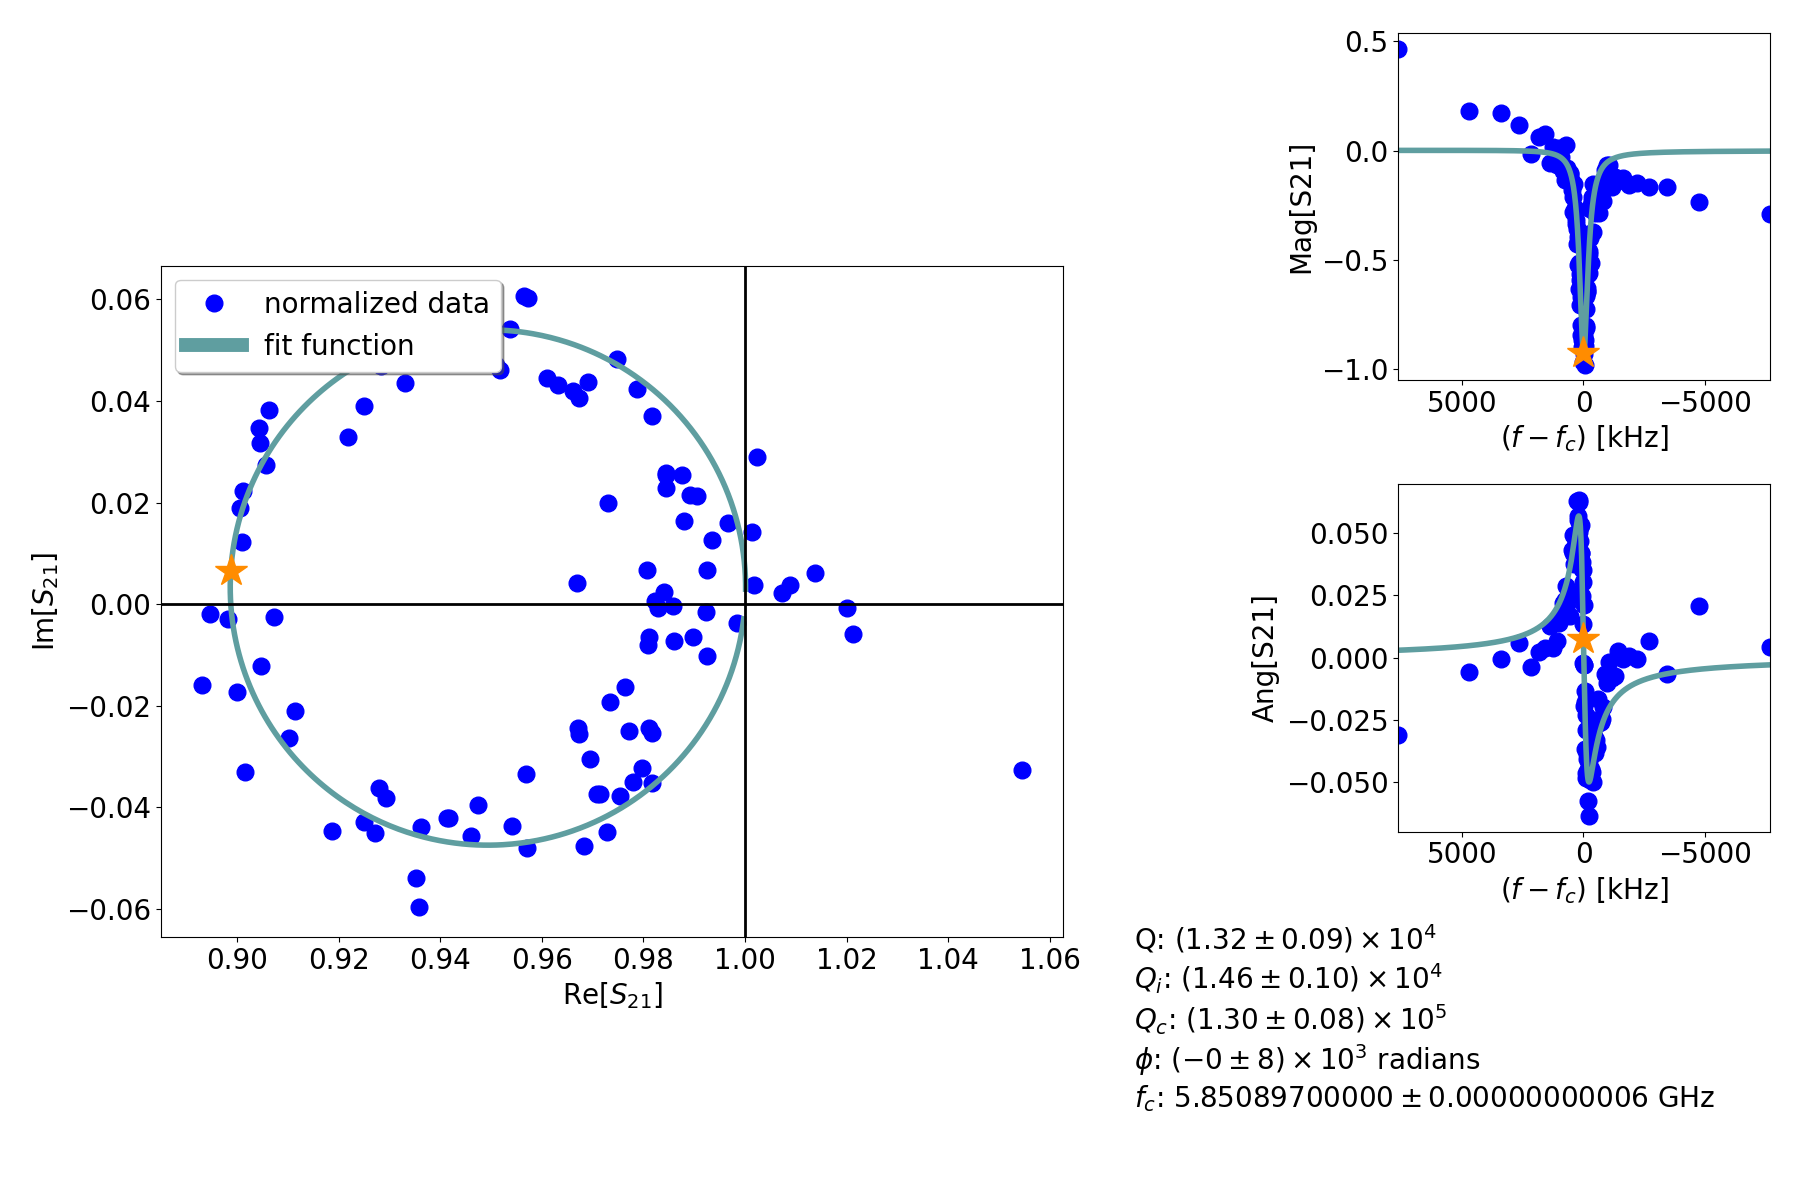 normalized data
fit function
0.06
0.04
0.02
0.00
−0.02
−0.04
−0.06
Im[S21]
0.90 0.92 0.94 0.96 0.98 1.00 1.02 1.04 1.06
Re[S21]
0.5
0.0
−0.5
−1.0
Mag[S21]
5000 0 −5000
(f − fc) [kHz]
0.050
0.025
0.000
−0.025
−0.050
Ang[S21]
5000 0 −5000
(f − fc) [kHz]
Q: (1.32 ± 0.09) × 10^4
Qi: (1.46 ± 0.10) × 10^4
Qc: (1.30 ± 0.08) × 10^5
ϕ: (−0 ± 8) × 10^3 radians
fc: 5.85089700000 ± 0.00000000006 GHz